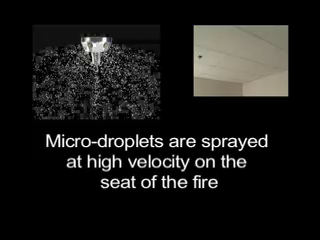 Micro-droplets are sprayed
at high velocity on the
seat of the fire